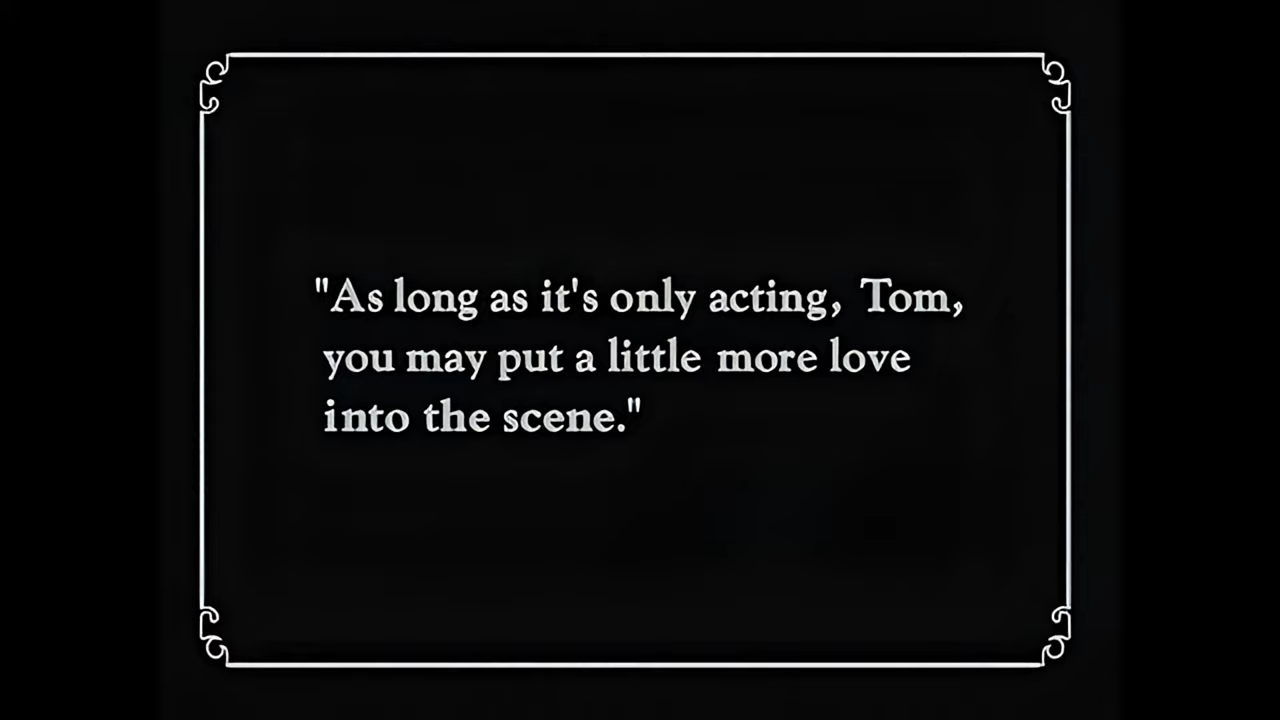 "As long as it's only acting, Tom,
you may put a little more love
into the scene."